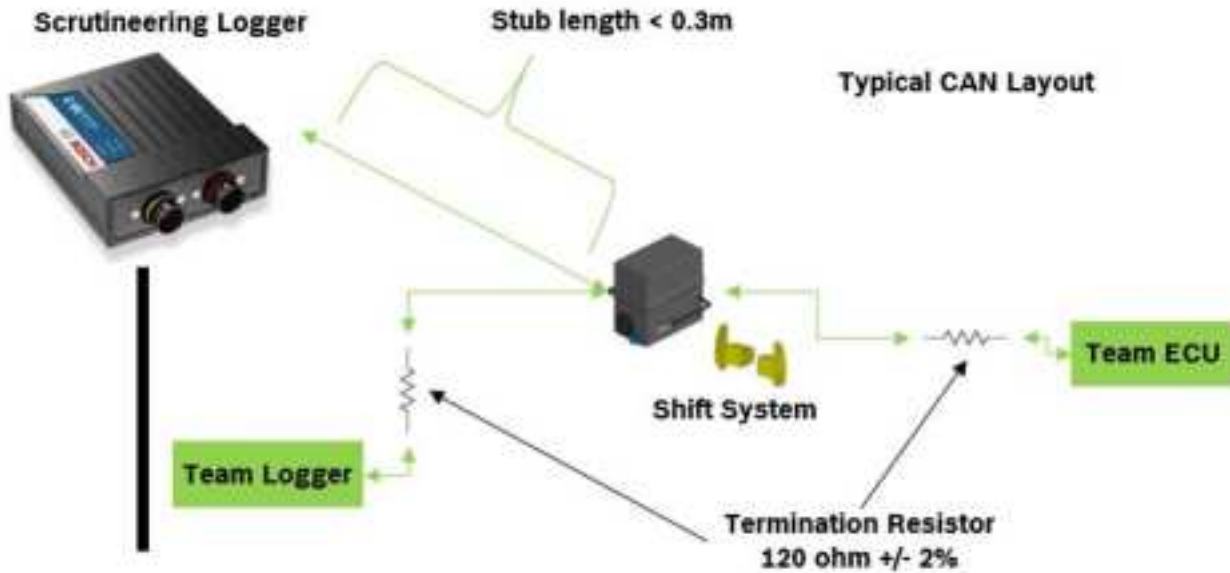 Scrutineering Logger
Stub length < 0.3m
Typical CAN Layout
BOSCH
Shift System
Team ECU
Team Logger
Termination Resistor
120 ohm +/- 2%